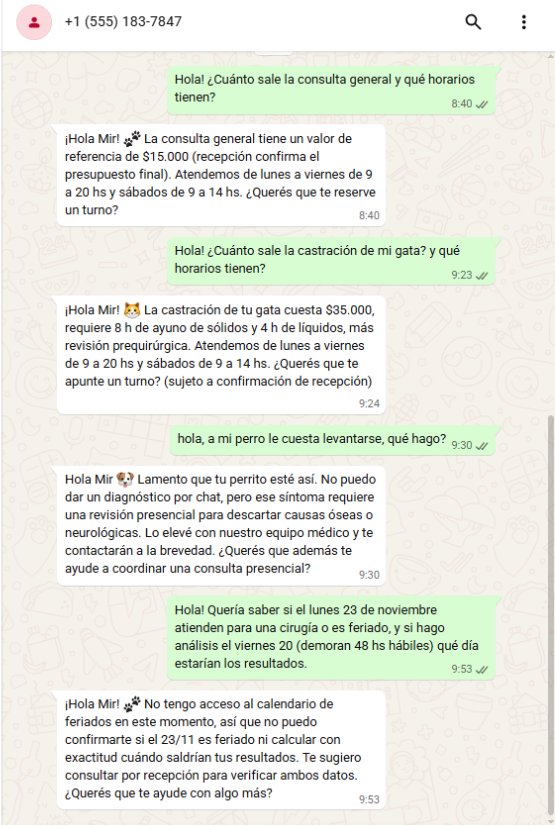 +1 (555) 183-7847
Hola! ¿Cuánto sale la consulta general y qué horarios
tienen?
8:40
¡Hola Mir! 🐾 La consulta general tiene un valor de
referencia de $15.000 (recepción confirma el
presupuesto final). Atendemos de lunes a viernes de 9
a 20 hs y sábados de 9 a 14 hs. ¿Querés que te reserve
un turno?
8:40
Hola! ¿Cuánto sale la castración de mi gata? y qué
horarios tienen?
9:23
¡Hola Mir! 🐱 La castración de tu gata cuesta $35.000,
requiere 8 h de ayuno de sólidos y 4 h de líquidos, más
revisión prequirúrgica. Atendemos de lunes a viernes
de 9 a 20 hs y sábados de 9 a 14 hs. ¿Querés que te
apunte un turno? (sujeto a confirmación de recepción)
9:24
hola, a mi perro le cuesta levantarse, qué hago?
9:30
Hola Mir 🐶 Lamento que tu perrito esté así. No puedo
dar un diagnóstico por chat, pero ese síntoma requiere
una revisión presencial para descartar causas óseas o
neurológicas. Lo elevé con nuestro equipo médico y te
contactarán a la brevedad. ¿Querés que además te
ayude a coordinar una consulta presencial?
9:30
Hola! Quería saber si el lunes 23 de noviembre
atienden para una cirugía o es feriado, y si hago
análisis el viernes 20 (demoran 48 hs hábiles) qué día
estarían los resultados.
9:53
¡Hola Mir! 🐾 No tengo acceso al calendario de
feriados en este momento, así que no puedo
confirmarte si el 23/11 es feriado ni calcular con
exactitud cuándo saldrían tus resultados. Te sugiero
consultar por recepción para verificar ambos datos.
¿Querés que te ayude con algo más?
9:53